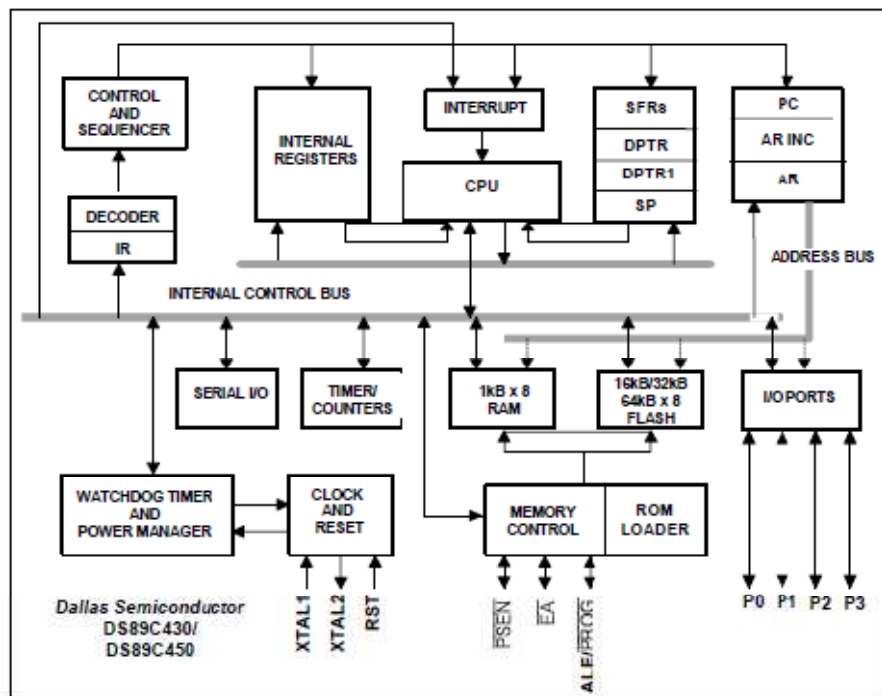 CONTROL
AND
SEQUENCER
INTERNAL
REGISTERS
INTERRUPT
CPU
SFRs
DPTR
DPTR1
SP
PC
AR INC
AR
DECODER
IR
ADDRESS BUS
INTERNAL CONTROL BUS
SERIAL I/O
TIMER/
COUNTERS
1kB x 8
RAM
16kB/32kB
64kB x 8
FLASH
I/O PORTS
WATCHDOG TIMER
AND
POWER MANAGER
CLOCK
AND
RESET
MEMORY
CONTROL
ROM
LOADER
XTAL1
XTAL2
RST
PSEN
EA
ALE/PROG
P0
P1
P2
P3
Dallas Semiconductor
DS89C430/
DS89C450